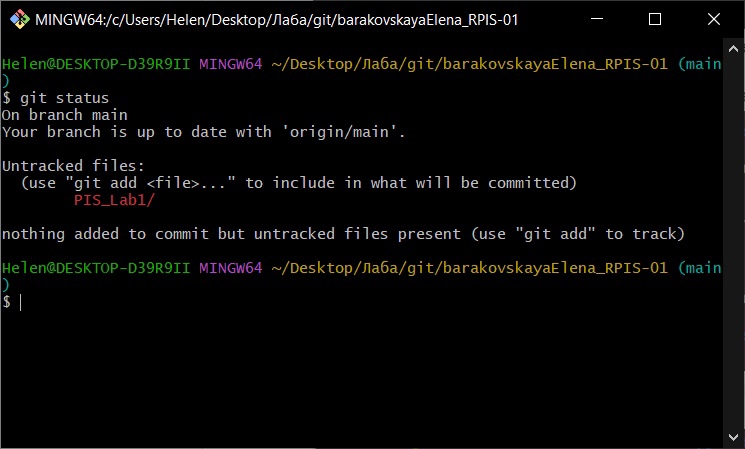 MINGW64:/c/Users/Helen/Desktop/Лаба/git/barakovskayaElena_RPIS-01
Helen@DESKTOP-D39R9II MINGW64 ~/Desktop/Лаба/git/barakovskayaElena_RPIS-01 (main
)
$ git status
On branch main
Your branch is up to date with 'origin/main'.
Untracked files:
  (use "git add <file>..." to include in what will be committed)
        PIS_Lab1/
nothing added to commit but untracked files present (use "git add" to track)
Helen@DESKTOP-D39R9II MINGW64 ~/Desktop/Лаба/git/barakovskayaElena_RPIS-01 (main
)
$